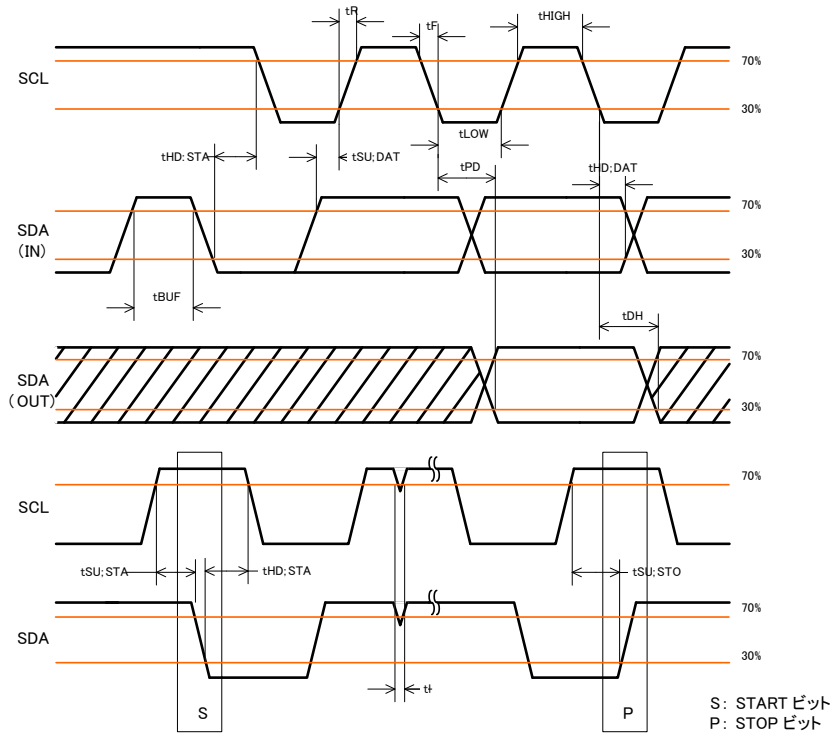 tR
tF
tHIGH
SCL
70%
30%
tLOW
tHD: STA
tSU; DAT
tPD
tHD; DAT
SDA
(IN)
70%
30%
tBUF
tDH
SDA
(OUT)
70%
30%
SCL
70%
tSU; STA
tHD; STA
tSU; STO
SDA
70%
30%
tI
S
P
S: START ビット
P: STOP ビット